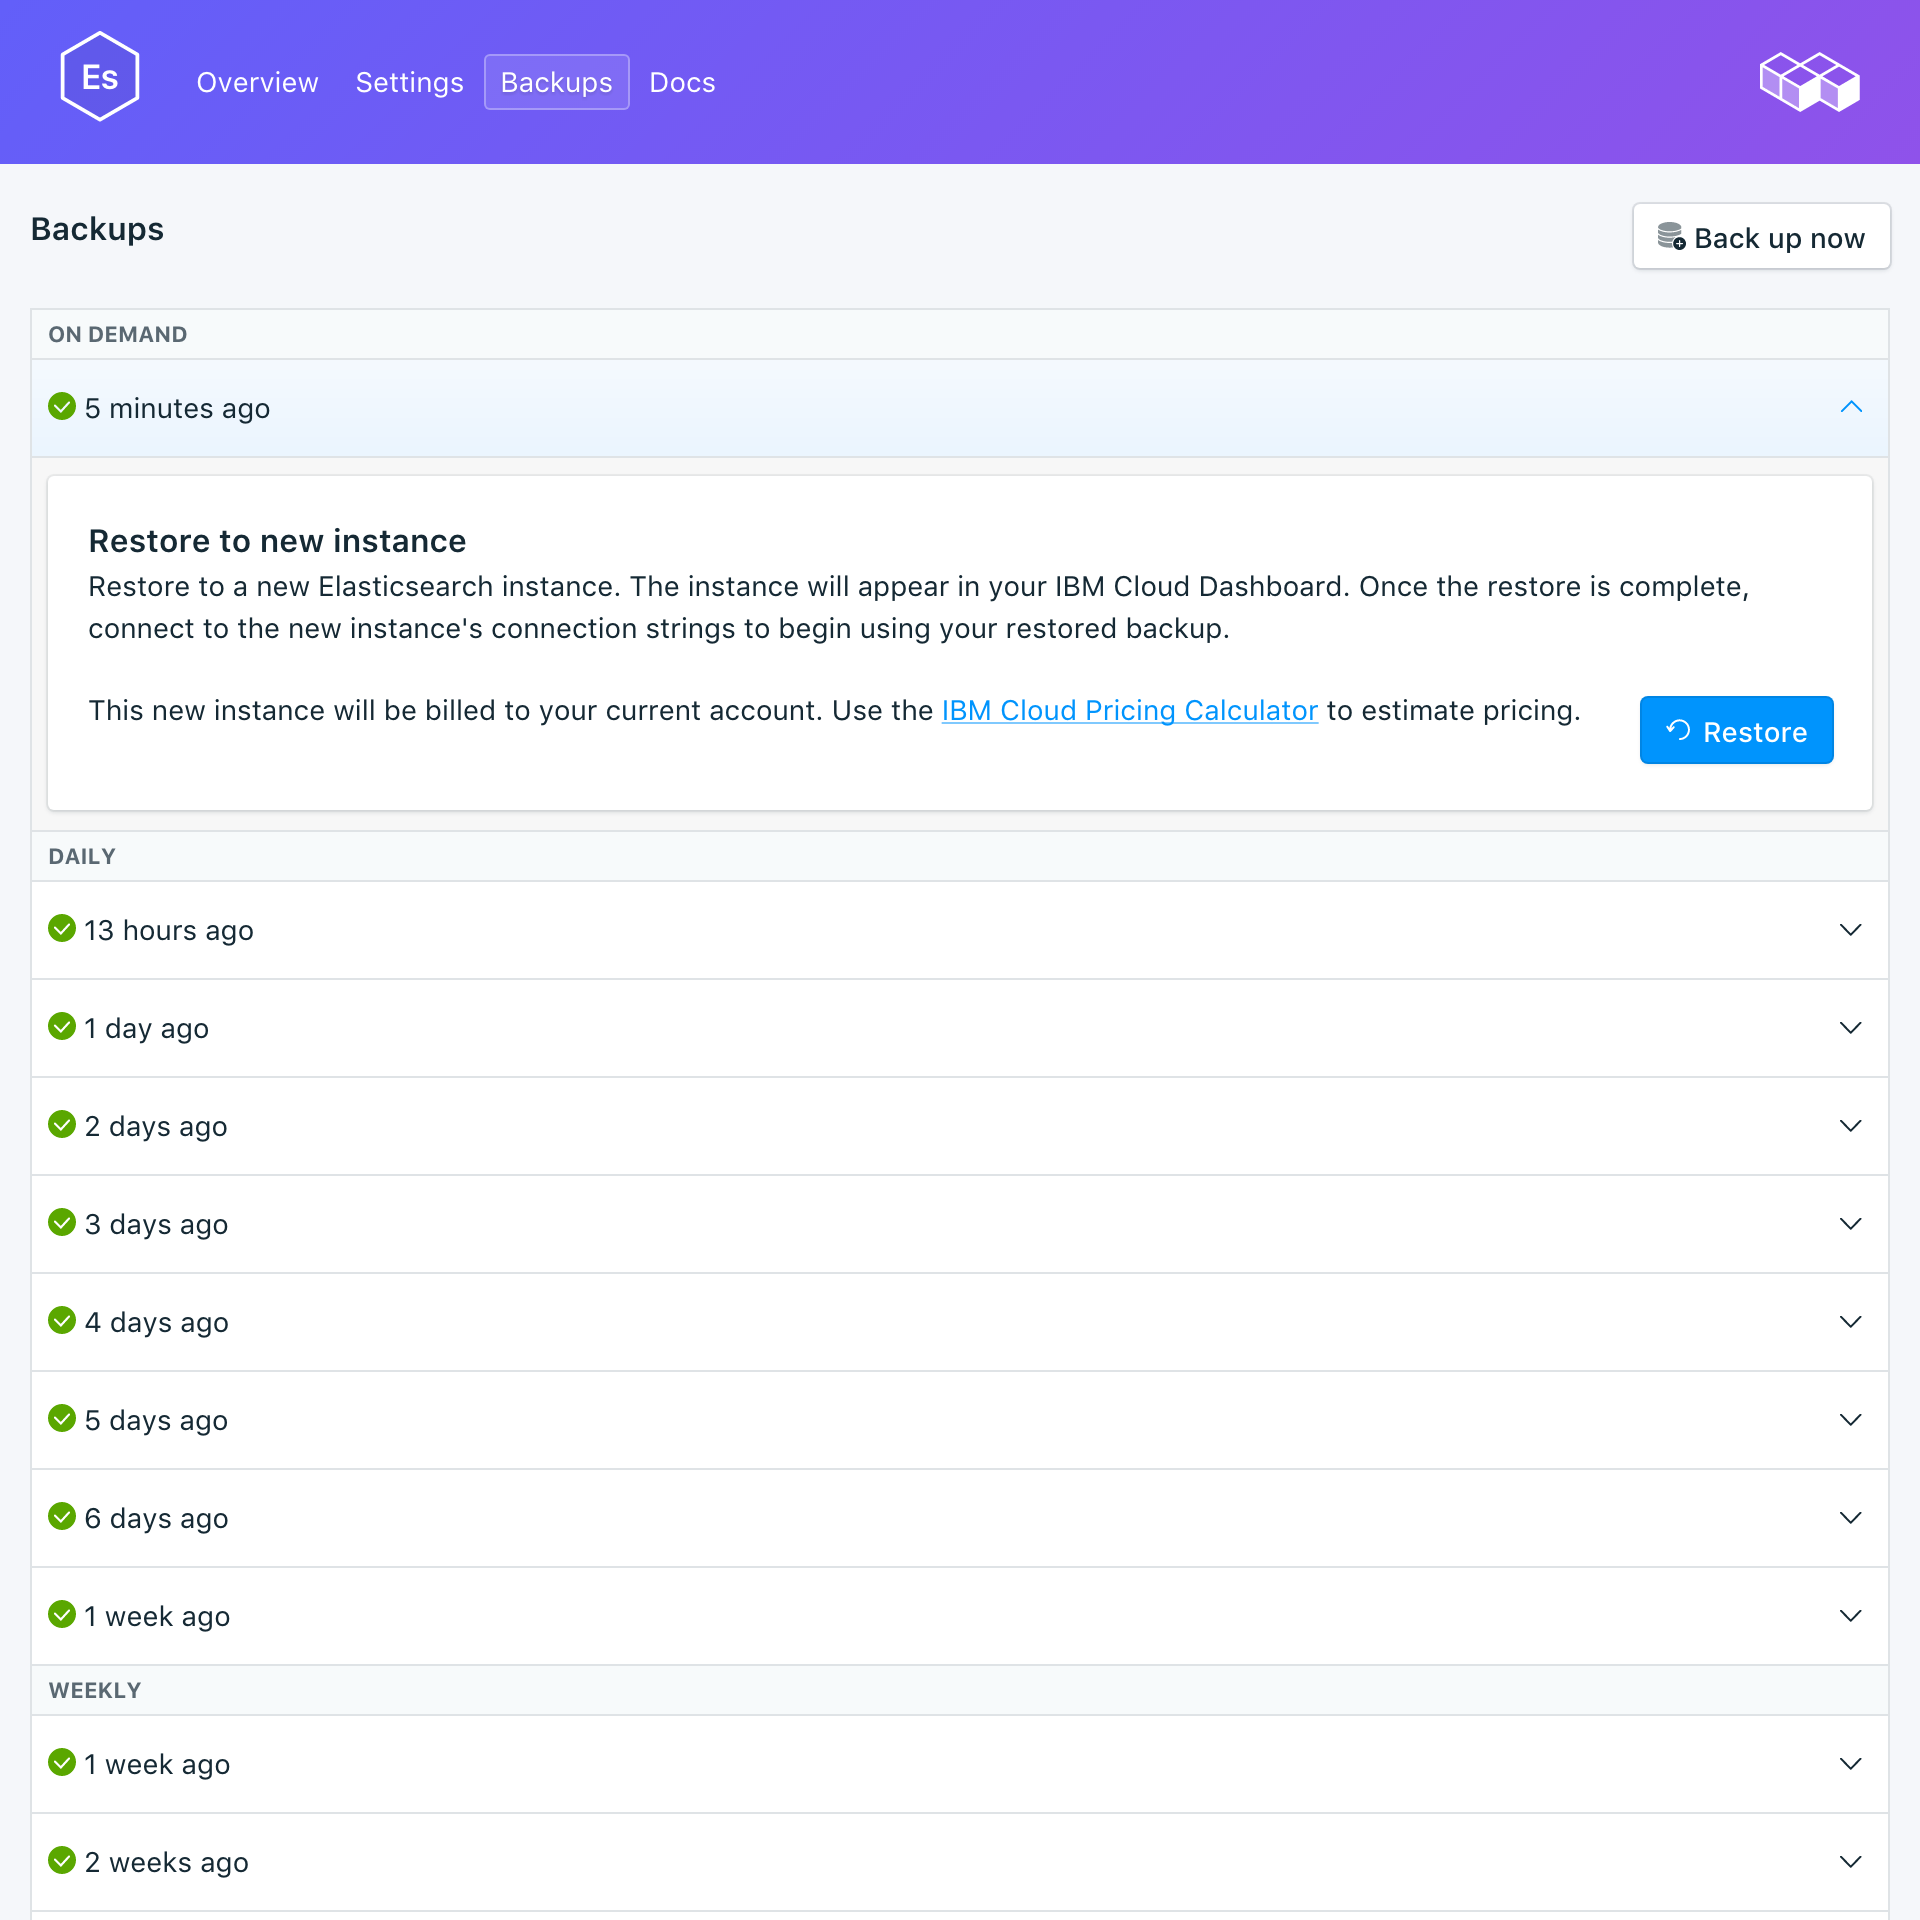 Es
Overview
Settings
Backups
Docs
Backups
Back up now
ON DEMAND
5 minutes ago
Restore to new instance
Restore to a new Elasticsearch instance. The instance will appear in your IBM Cloud Dashboard. Once the restore is complete,
connect to the new instance's connection strings to begin using your restored backup.
This new instance will be billed to your current account. Use the IBM Cloud Pricing Calculator to estimate pricing.
Restore
DAILY
13 hours ago
1 day ago
2 days ago
3 days ago
4 days ago
5 days ago
6 days ago
1 week ago
WEEKLY
1 week ago
2 weeks ago